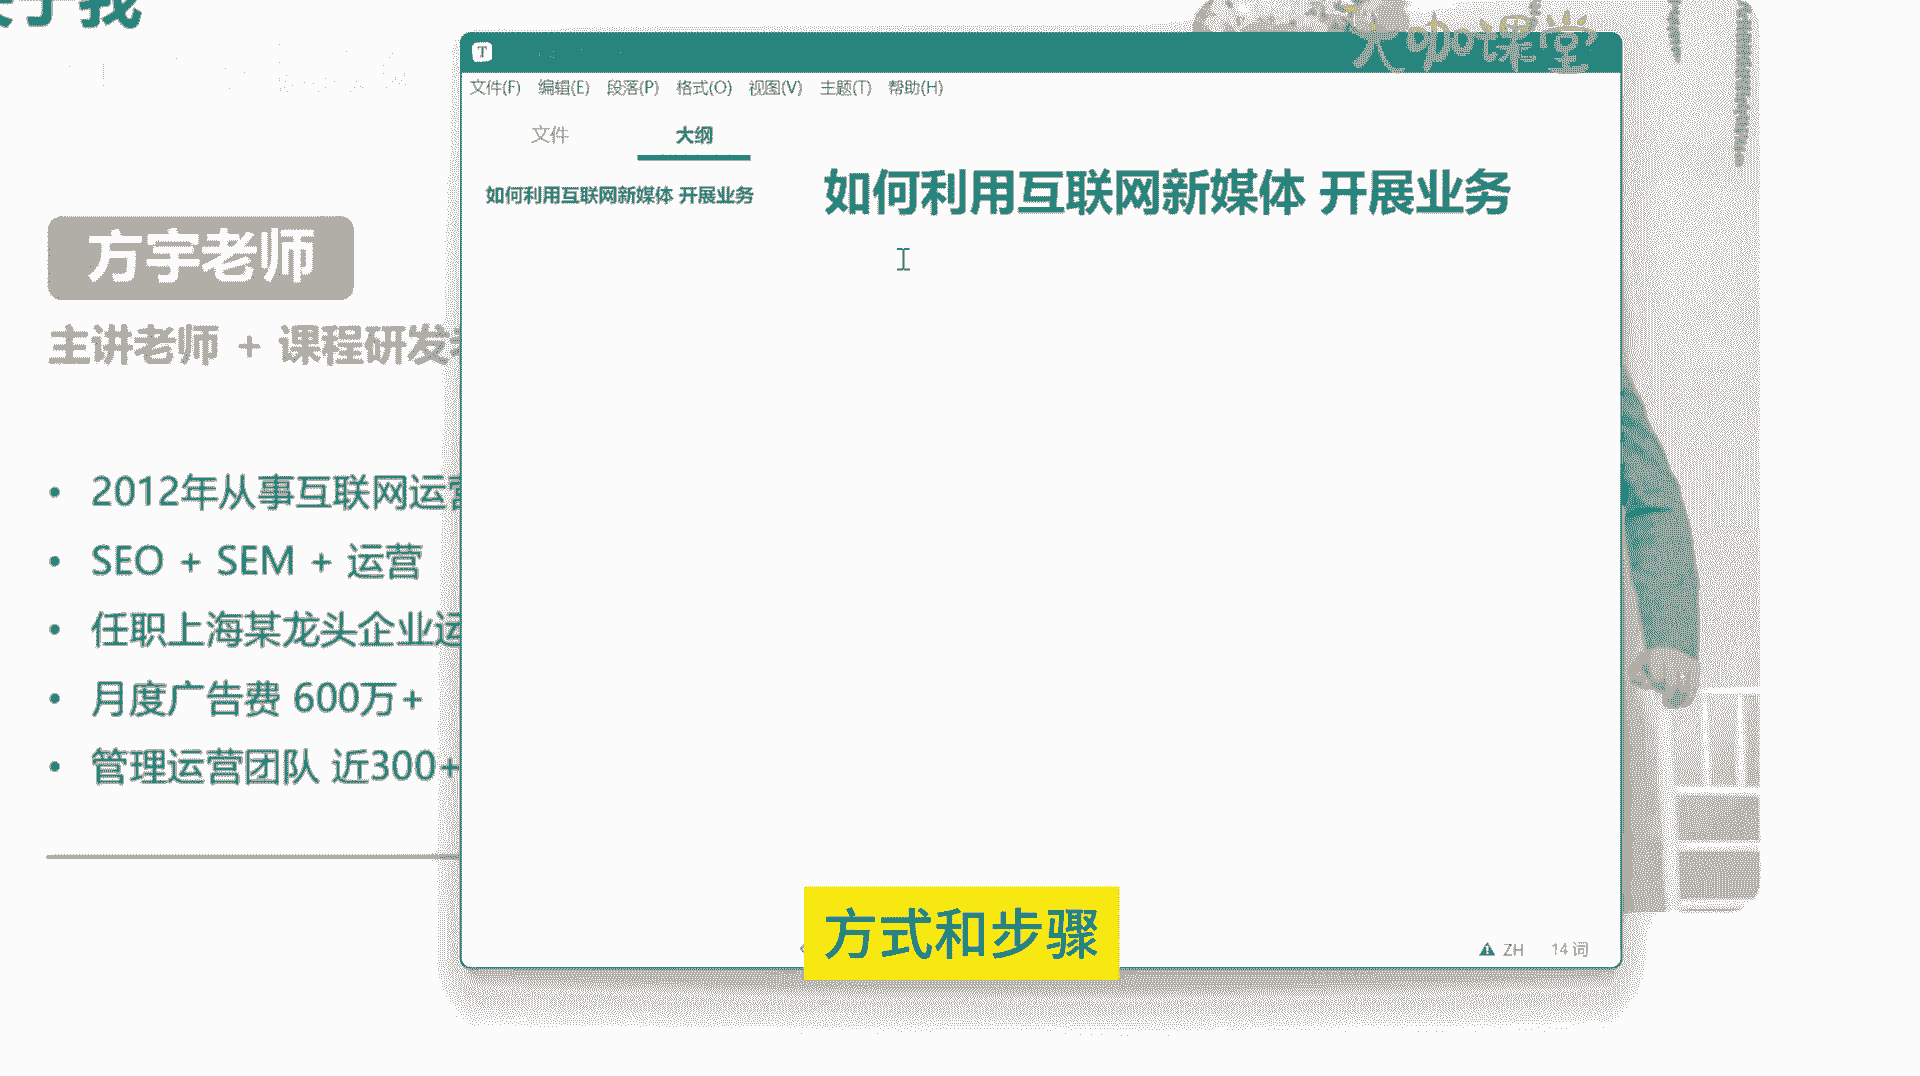 关于我
方宇老师
主讲老师 + 课程研发
2012年从事互联网运营
SEO + SEM + 运营
任职上海某龙头企业运
月度广告费 600万+
管理运营团队 近300+
大咖课堂
T
文件(F) 编辑(E) 段落(P) 格式(O) 视图(V) 主题(T) 帮助(H)
文件 大纲
如何利用互联网新媒体 开展业务
如何利用互联网新媒体 开展业务
方式和步骤
ZH 14 词